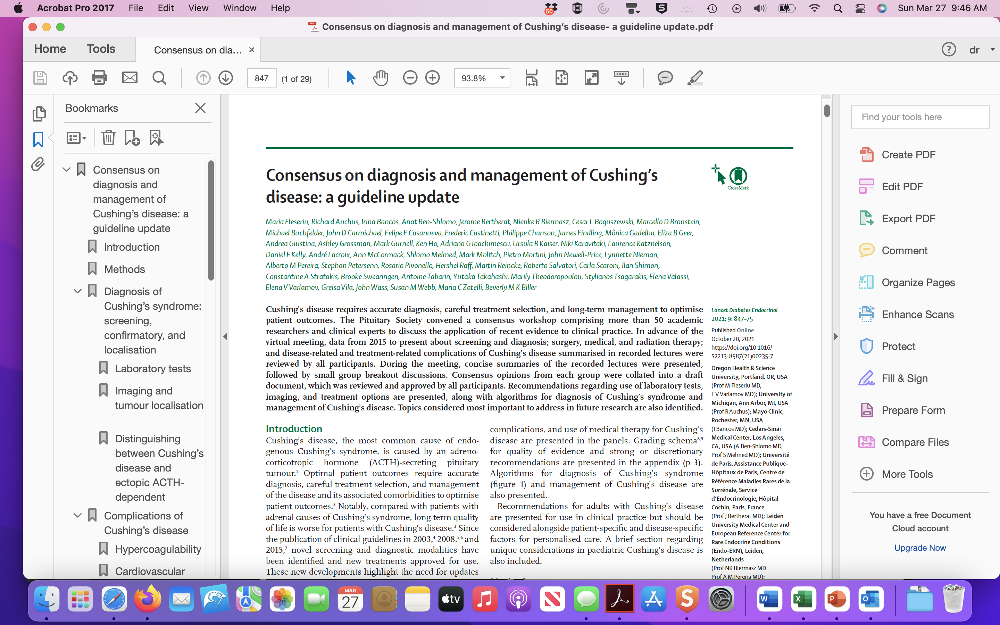 Acrobat Pro 2017 File Edit View Window Help
50
Sun Mar 27 9:46 AM
Consensus on diagnosis and management of Cushing's disease- a guideline update.pdf
Home Tools Consensus on dia... ×
? dr
847 (1 of 29) 93.8%
Bookmarks
Consensus on
diagnosis and
management of
Cushing's disease: a
guideline update
Introduction
Methods
Diagnosis of
Cushing's syndrome:
screening,
confirmatory, and
localisation
Laboratory tests
Imaging and
tumour localisation
Distinguishing
between Cushing's
disease and
ectopic ACTH-
dependent
Complications of
Cushing's disease
Hypercoagulability
Cardiovascular
Consensus on diagnosis and management of Cushing's
disease: a guideline update
CrossMark
Maria Fleseriu, Richard Auchus, Irina Bancos, Anat Ben-Shlomo, Jerome Bertherat, Nienke R Biermasz, Cesar L Boguszewski, Marcello D Bronstein,
Michael Buchfelder, John D Carmichael, Felipe F Casanueva, Frederic Castinetti, Philippe Chanson, James Findling, Mônica Gadelha, Eliza B Geer,
Andrea Giustina, Ashley Grossman, Mark Gurnell, Ken Ho, Adriana G Ioachimescu, Ursula B Kaiser, Niki Karavitaki, Laurence Katznelson,
Daniel F Kelly, André Lacroix, Ann McCormack, Shlomo Melmed, Mark Molitch, Pietro Mortini, John Newell-Price, Lynnette Nieman,
Alberto M Pereira, Stephan Petersenn, Rosario Pivonello, Hershel Raff, Martin Reincke, Roberto Salvatori, Carla Scaroni, Ilan Shimon,
Constantine A Stratakis, Brooke Swearingen, Antoine Tabarin, Yutaka Takahashi, Marily Theodoropoulou, Stylianos Tsagarakis, Elena Valassi,
Elena V Varlamov, Greisa Vila, John Wass, Susan M Webb, Maria C Zatelli, Beverly M K Biller
Cushing's disease requires accurate diagnosis, careful treatment selection, and long-term management to optimise
patient outcomes. The Pituitary Society convened a consensus workshop comprising more than 50 academic
researchers and clinical experts to discuss the application of recent evidence to clinical practice. In advance of the
virtual meeting, data from 2015 to present about screening and diagnosis; surgery, medical, and radiation therapy;
and disease-related and treatment-related complications of Cushing's disease summarised in recorded lectures were
reviewed by all participants. During the meeting, concise summaries of the recorded lectures were presented,
followed by small group breakout discussions. Consensus opinions from each group were collated into a draft
document, which was reviewed and approved by all participants. Recommendations regarding use of laboratory tests,
imaging, and treatment options are presented, along with algorithms for diagnosis of Cushing's syndrome and
management of Cushing's disease. Topics considered most important to address in future research are also identified.
Introduction
Cushing's disease, the most common cause of endo-
genous Cushing's syndrome, is caused by an adreno-
corticotropic hormone (ACTH)-secreting pituitary
tumour.¹ Optimal patient outcomes require accurate
diagnosis, careful treatment selection, and management
of the disease and its associated comorbidities to optimise
patient outcomes.² Notably, compared with patients with
adrenal causes of Cushing's syndrome, long-term quality
of life is worse for patients with Cushing's disease.³ Since
the publication of clinical guidelines in 2003,⁴ 2008,⁵,⁶ and
2015,⁷ novel screening and diagnostic modalities have
been identified and new treatments approved for use.
These new developments highlight the need for updates
complications, and use of medical therapy for Cushing's
disease are presented in the panels. Grading schema⁸,⁹
for quality of evidence and strong or discretionary
recommendations are presented in the appendix (p 3).
Algorithms for diagnosis of Cushing's syndrome
(figure 1) and management of Cushing's disease are
also presented.
Recommendations for adults with Cushing's disease
are presented for use in clinical practice but should be
considered alongside patient-specific and disease-specific
factors for personalised care. A brief section regarding
unique considerations in paediatric Cushing's disease is
also included.
Lancet Diabetes Endocrinol
2021; 9: 847–75
Published Online
October 20, 2021
https://doi.org/10.1016/
S2213-8587(21)00235-7
Oregon Health & Science
University, Portland, OR, USA
(Prof M Fleseriu MD,
E V Varlamov MD); University of
Michigan, Ann Arbor, MI, USA
(Prof R Auchus); Mayo Clinic,
Rochester, MN, USA
(I Bancos MD); Cedars-Sinai
Medical Center, Los Angeles,
CA, USA (A Ben-Shlomo MD,
Prof S Melmed MD); Université
de Paris, Assistance Publique–
Hôpitaux de Paris, Centre de
Référence Maladies Rares de la
Surrénale, Service
d'Endocrinologie, Hôpital
Cochin, Paris, France
(Prof J Bertherat MD); Leiden
University Medical Center and
European Reference Center for
Rare Endocrine Conditions
(Endo-ERN), Leiden,
Netherlands
(Prof NR Biermasz MD
Prof A M Pereira MD);
Find your tools here
Create PDF
Edit PDF
Export PDF
Comment
Organize Pages
Enhance Scans
Protect
Fill & Sign
Prepare Form
Compare Files
More Tools
You have a free Document
Cloud account
Upgrade Now
MAR
27
tv
S
W
X
P
O